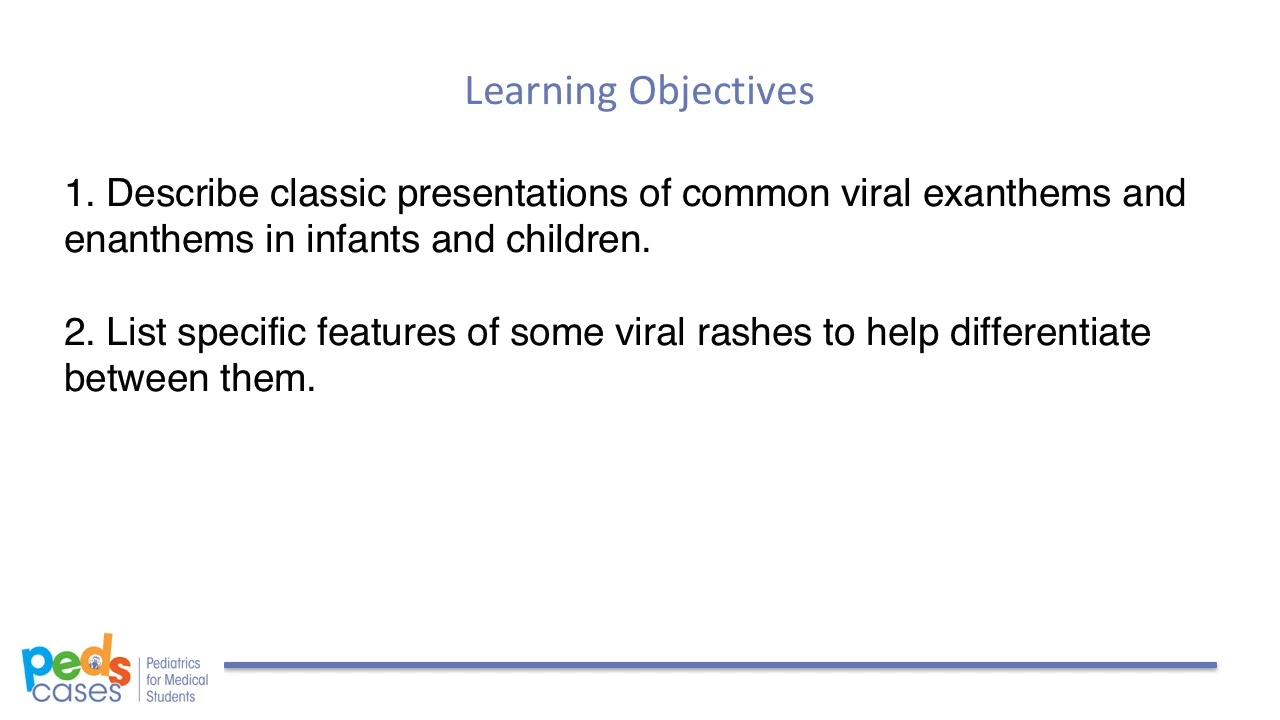 Learning Objectives
1. Describe classic presentations of common viral exanthems and
enanthems in infants and children.
2. List specific features of some viral rashes to help differentiate
between them.
peds
cases
Pediatrics
for Medical
Students